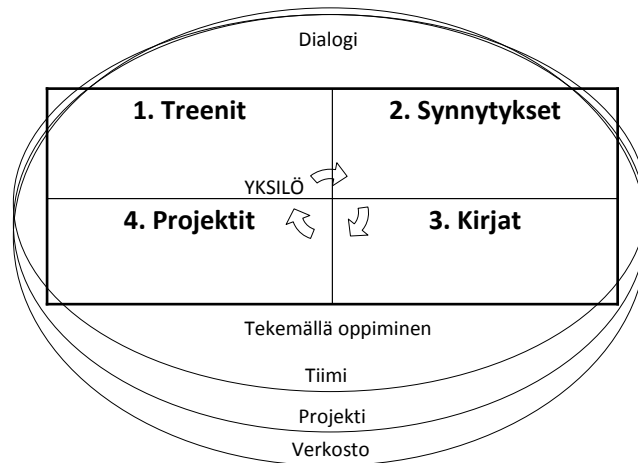 Dialogi
1. Treenit
2. Synnytykset
YKSILÖ
4. Projektit
3. Kirjat
Tekemällä oppiminen
Tiimi
Projekti
Verkosto